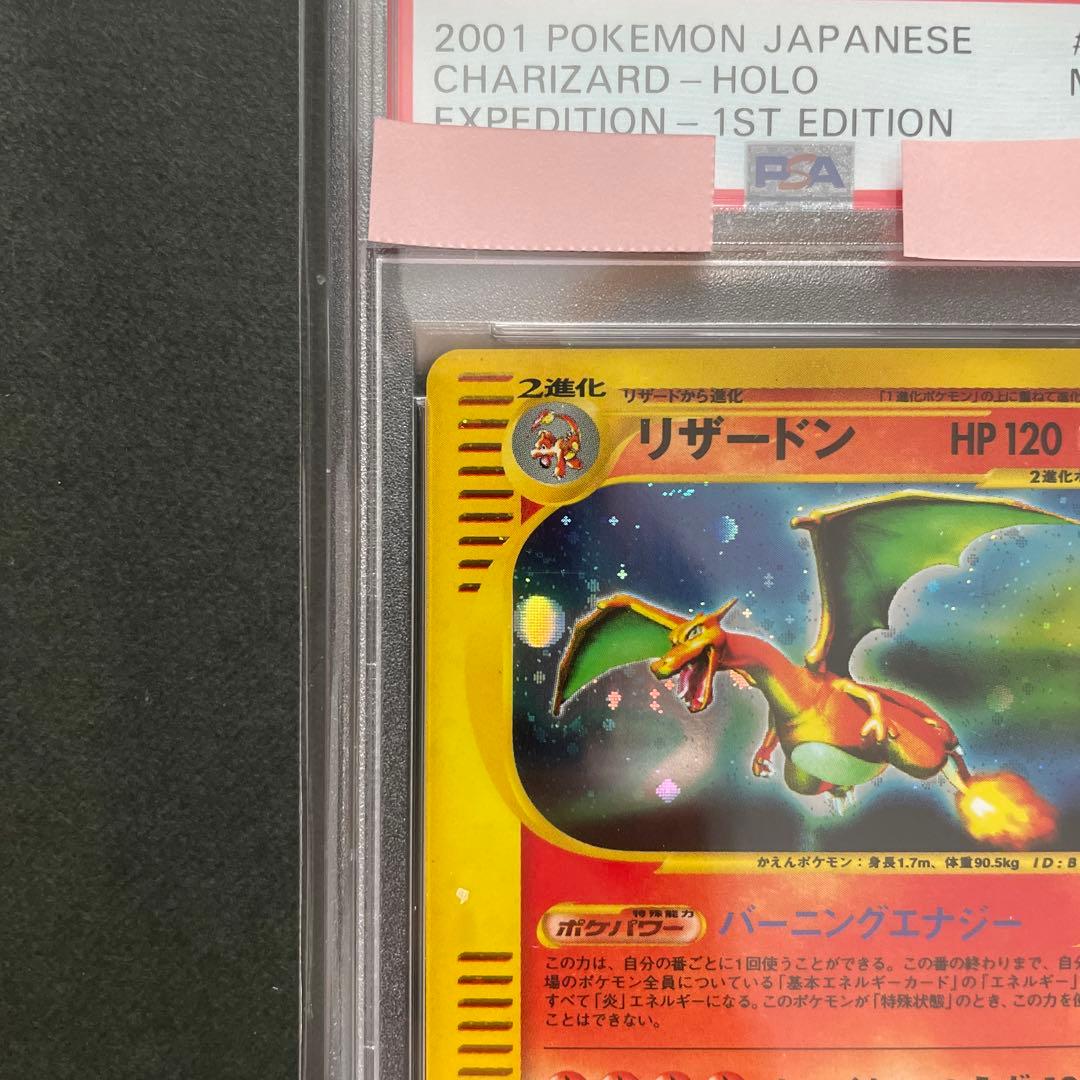 2001 POKEMON JAPANESE #
CHARIZARD-HOLO M
EXPEDITION-1ST EDITION
PSA
2進化 リザードから進化 「1進化ポケモン」の上に重ねて進化
リザードン HP 120
2進化ポ
かえんポケモン：身長1.7m、体重90.5kg ID:B
特殊能力
ポケパワー バーニングエナジー
この力は、自分の番ごとに1回使うことができる。この番の終わりまで、自分
場のポケモン全員についている「基本エネルギーカード」の「エネルギー」
すべて「炎」エネルギーになる。このポケモンが「特殊状態」のとき、この力を使
ことはできない。